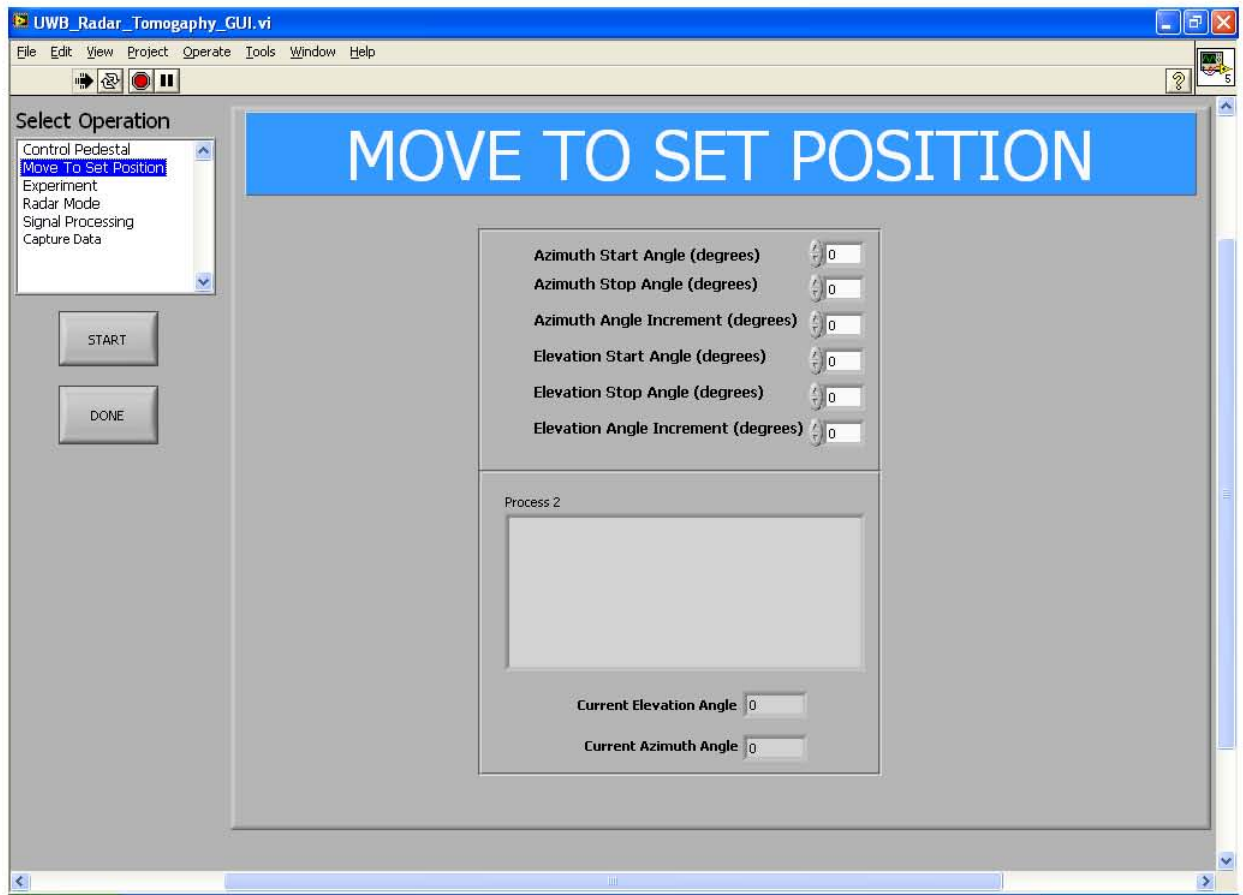 UWB_Radar_Tomogaphy_GUI.vi
File Edit View Project Operate Tools Window Help
5
Select Operation
Control Pedestal
Move To Set Position
Experiment
Radar Mode
Signal Processing
Capture Data
START
DONE
MOVE TO SET POSITION
Azimuth Start Angle (degrees) 0
Azimuth Stop Angle (degrees) 0
Azimuth Angle Increment (degrees) 0
Elevation Start Angle (degrees) 0
Elevation Stop Angle (degrees) 0
Elevation Angle Increment (degrees) 0
Process 2
Current Elevation Angle 0
Current Azimuth Angle 0